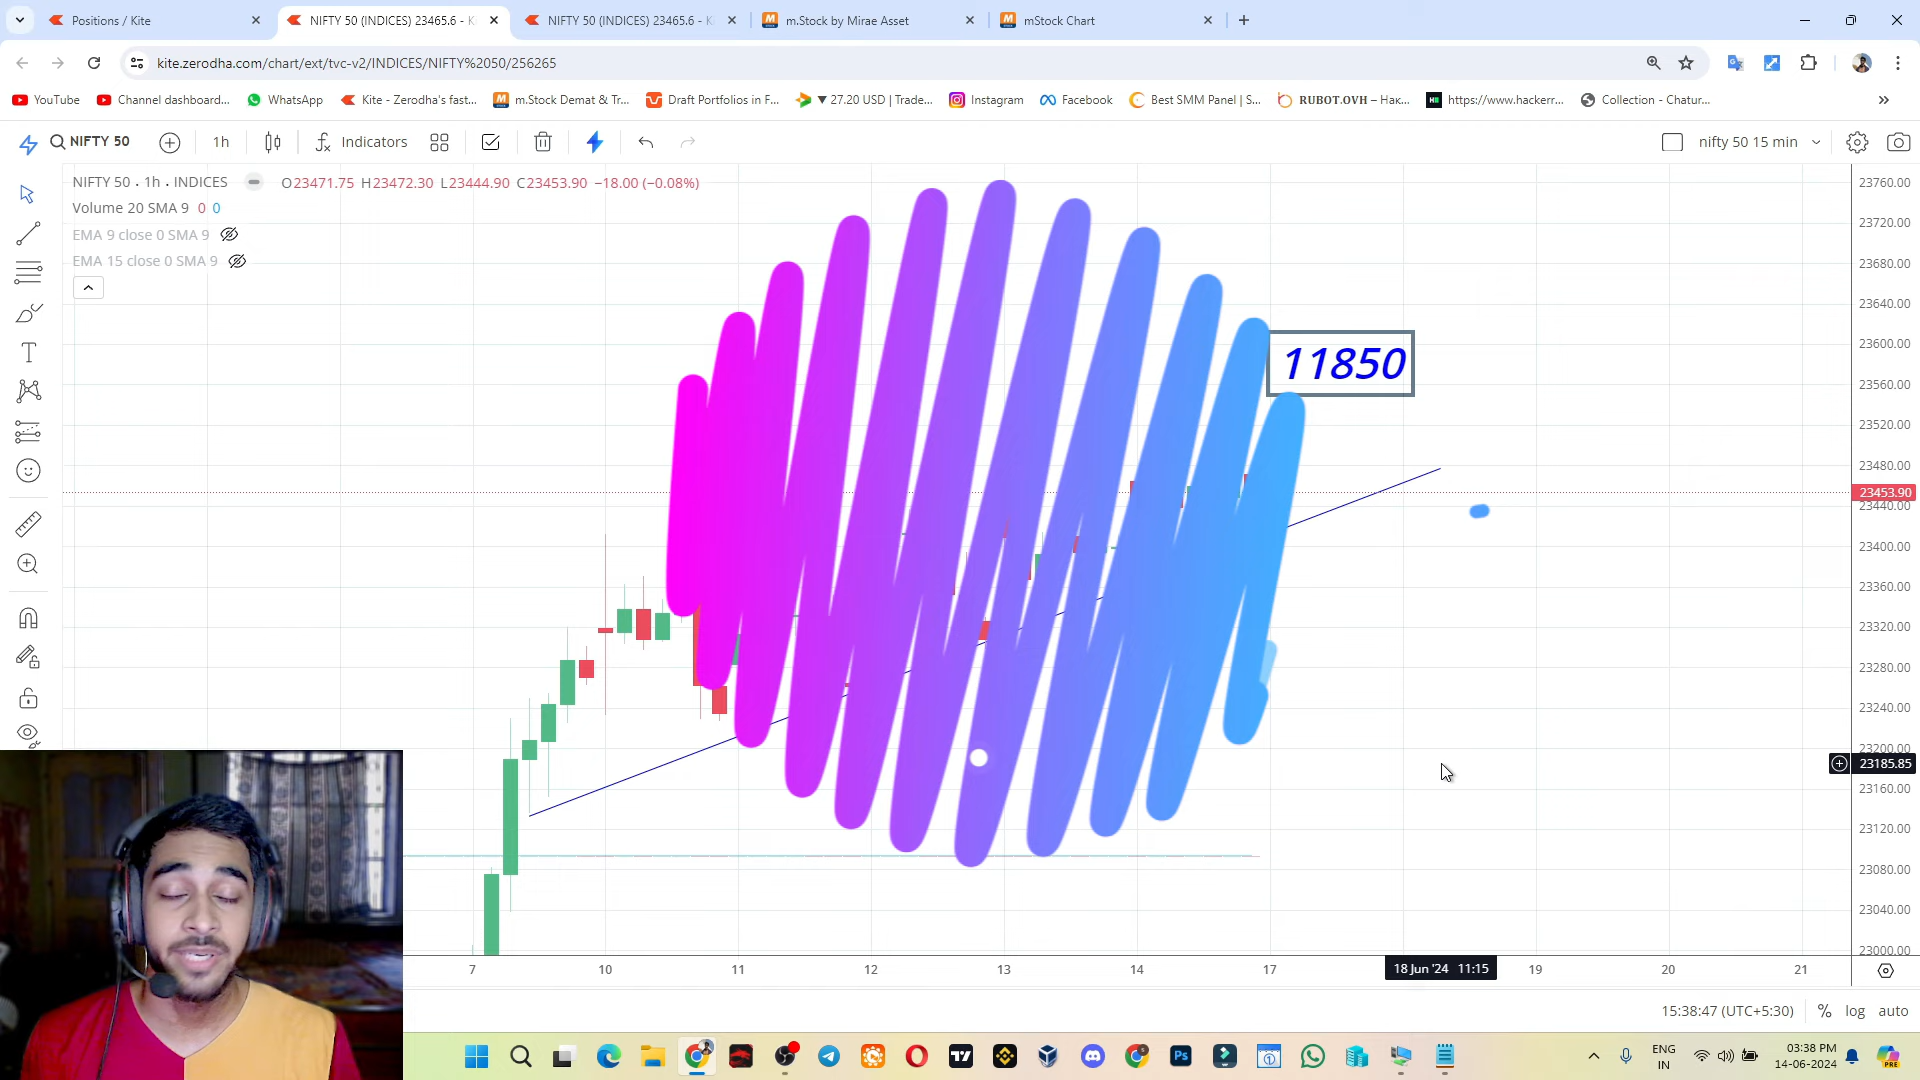 Positions / Kite
NIFTY 50 (INDICES) 23465.6 - K
NIFTY 50 (INDICES) 23465.6 - K
m.Stock by Mirae Asset
mStock Chart
kite.zerodha.com/chart/ext/tvc-v2/INDICES/NIFTY%2050/256265
YouTube
Channel dashboard...
WhatsApp
Kite - Zerodha's fast...
m.Stock Demat & Tr...
Draft Portfolios in F...
▼ 27.20 USD | Trade...
Instagram
Facebook
Best SMM Panel | S...
RUBOT.OVH – Нак...
https://www.hackerr...
Collection - Chatur...
NIFTY 50
1h
Indicators
nifty 50 15 min
NIFTY 50 . 1h . INDICES
O23471.75 H23472.30 L23444.90 C23453.90 −18.00 (−0.08%)
Volume 20 SMA 9 0 0
EMA 9 close 0 SMA 9
EMA 15 close 0 SMA 9
11850
23760.00
23720.00
23680.00
23640.00
23600.00
23560.00
23520.00
23480.00
23453.90
23440.00
23400.00
23360.00
23320.00
23280.00
23240.00
23200.00
23185.85
23160.00
23120.00
23080.00
23040.00
23000.00
7
10
11
12
13
14
17
18 Jun '24 11:15
19
20
21
15:38:47 (UTC+5:30)
%
log
auto
ENG
IN
03:38 PM
14-06-2024
Ps
PRE